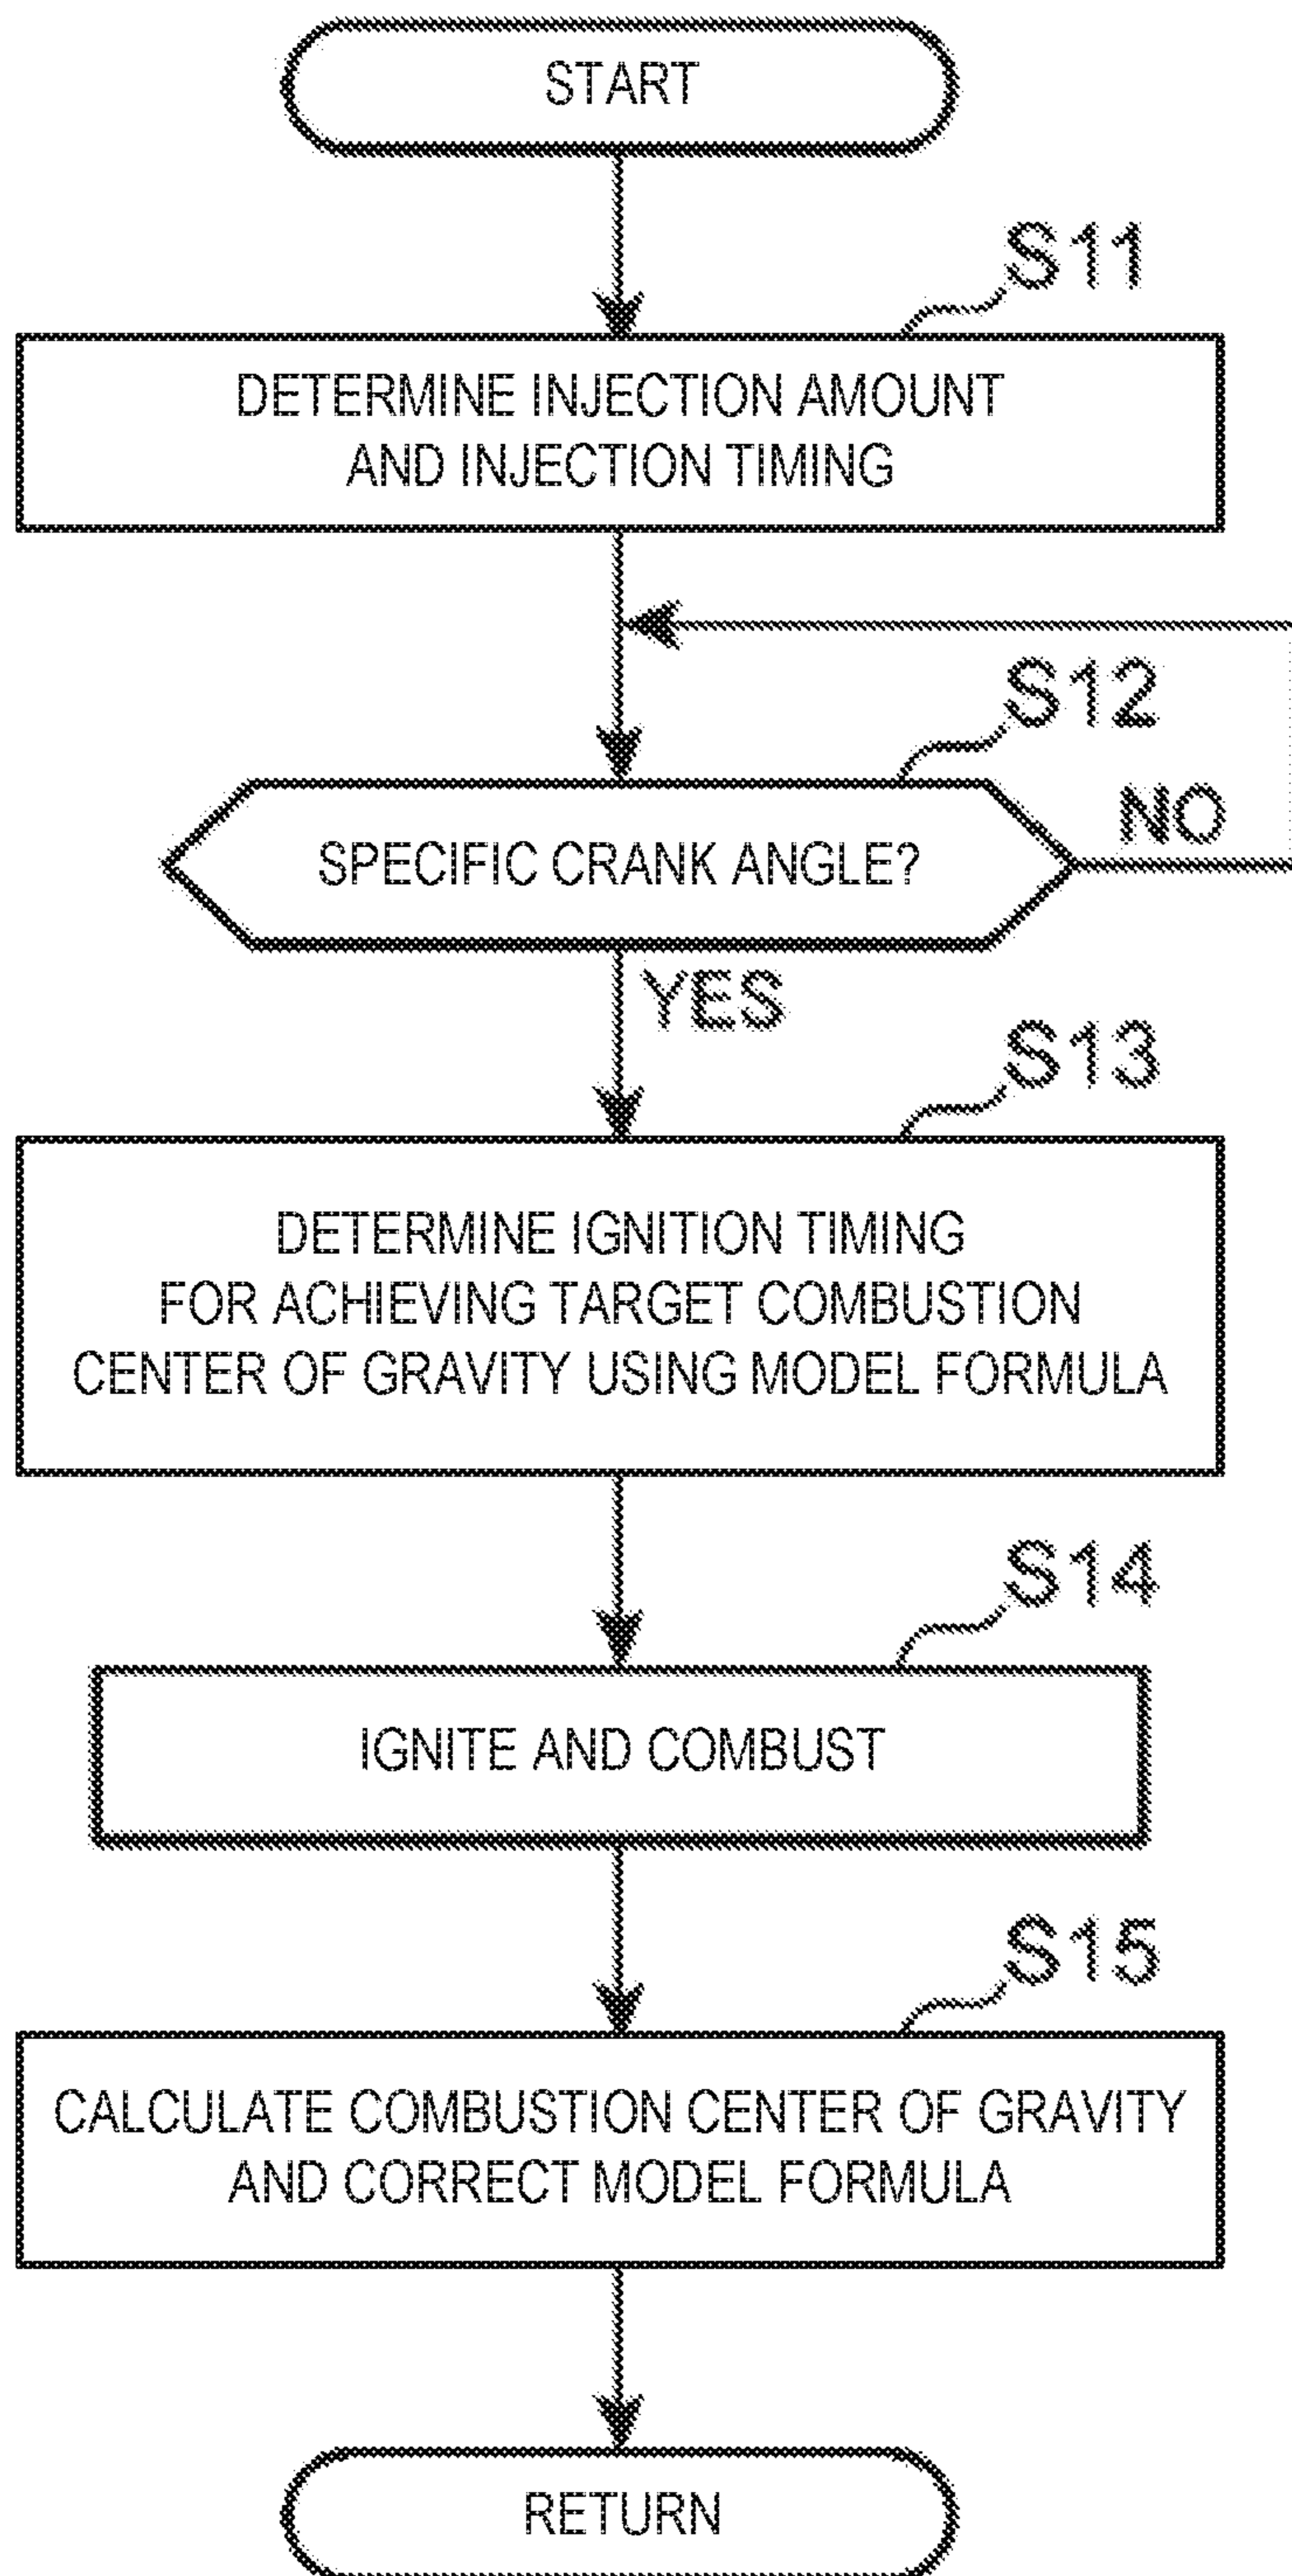 START
S11
DETERMINE INJECTION AMOUNT
AND INJECTION TIMING
S12
SPECIFIC CRANK ANGLE?
NO
YES
S13
DETERMINE IGNITION TIMING
FOR ACHIEVING TARGET COMBUSTION
CENTER OF GRAVITY USING MODEL FORMULA
S14
IGNITE AND COMBUST
S15
CALCULATE COMBUSTION CENTER OF GRAVITY
AND CORRECT MODEL FORMULA
RETURN